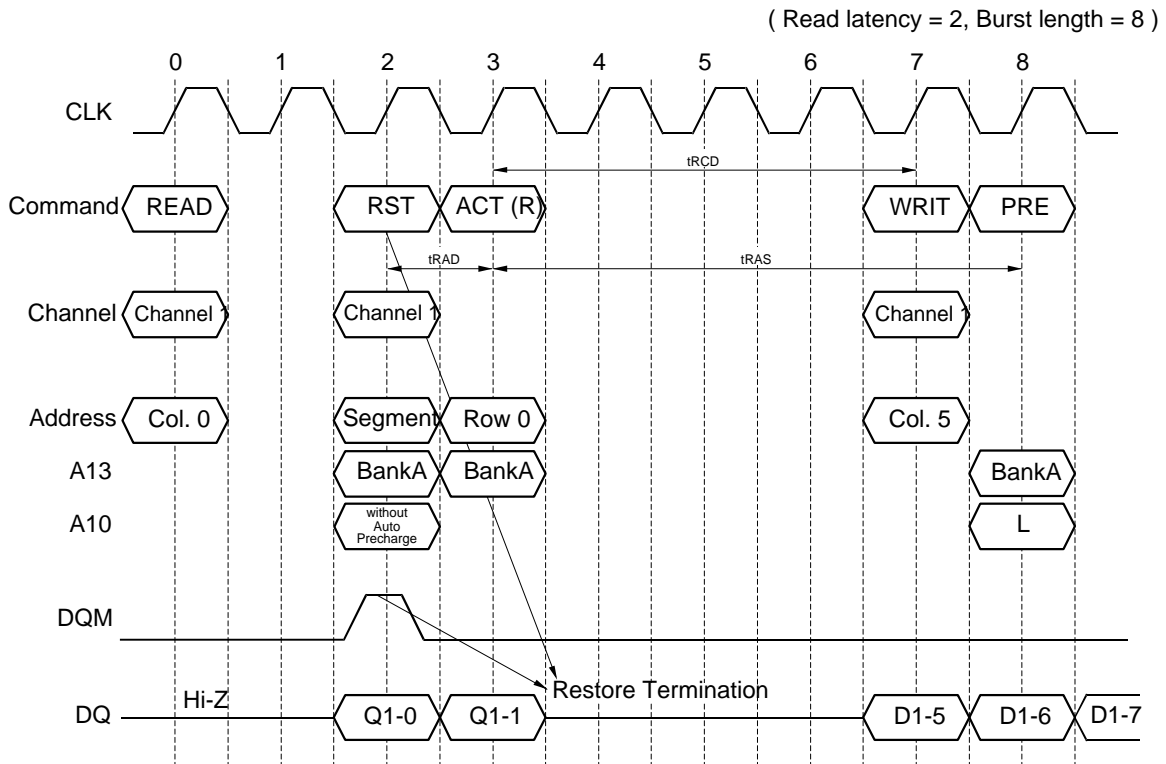 ( Read latency = 2, Burst length = 8 )
0 1 2 3 4 5 6 7 8
CLK
tRCD
Command READ RST ACT (R) WRIT PRE
tRAD tRAS
Channel Channel 1 Channel 1 Channel 1
Address Col. 0 Segment Row 0 Col. 5
A13 BankA BankA BankA
A10 without Auto Precharge L
DQM
Restore Termination
Hi-Z
DQ Q1-0 Q1-1 D1-5 D1-6 D1-7